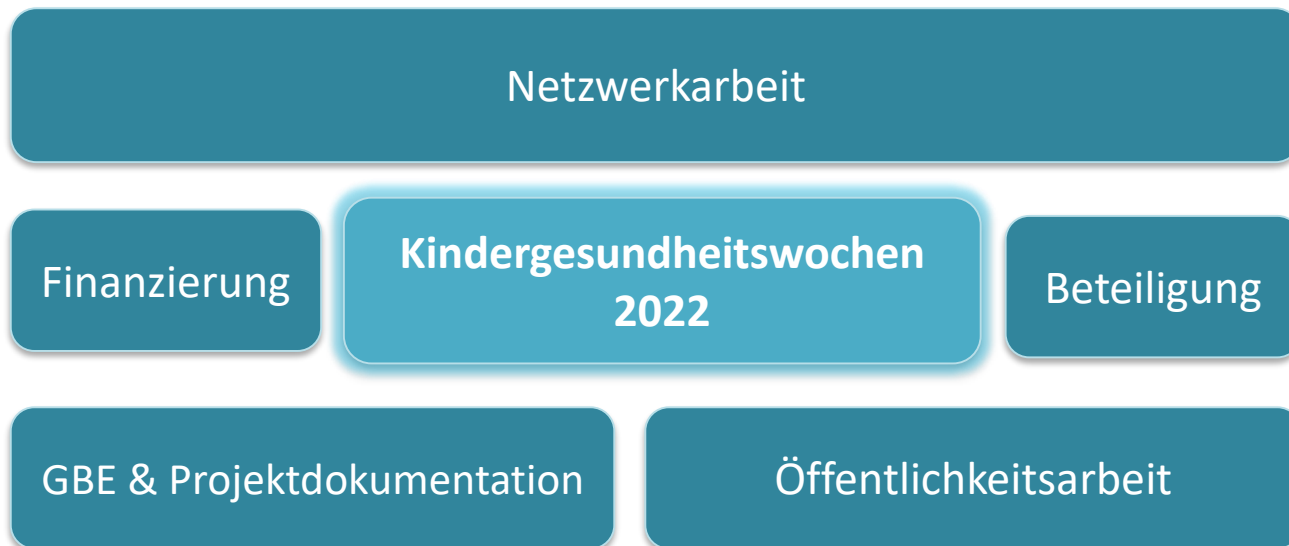 Netzwerkarbeit
Finanzierung
Kindergesundheitswochen
2022
Beteiligung
GBE & Projektdokumentation
Öffentlichkeitsarbeit